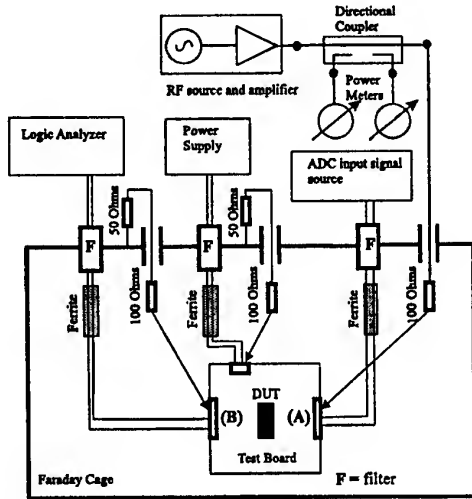 Directional
Coupler
RF source and amplifier
Power
Meters
Logic Analyzer
Power
Supply
ADC input signal
source
50 Ohms
50 Ohms
F
F
F
100 Ohms
100 Ohms
100 Ohms
Ferrite
Ferrite
Ferrite
DUT
(B)
(A)
Test Board
Faraday Cage
F = filter